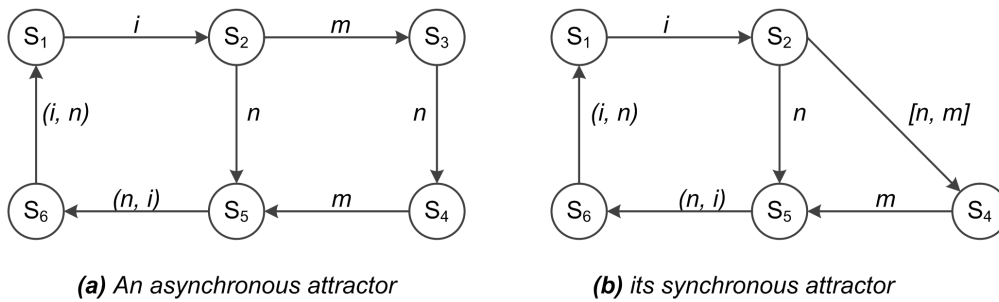 S₁ i S₂ m S₃
S₁ i S₂
(i, n) n n
(i, n) n [n, m]
S₆ (n, i) S₅ m S₄
S₆ (n, i) S₅ m S₄
(a) An asynchronous attractor
(b) its synchronous attractor